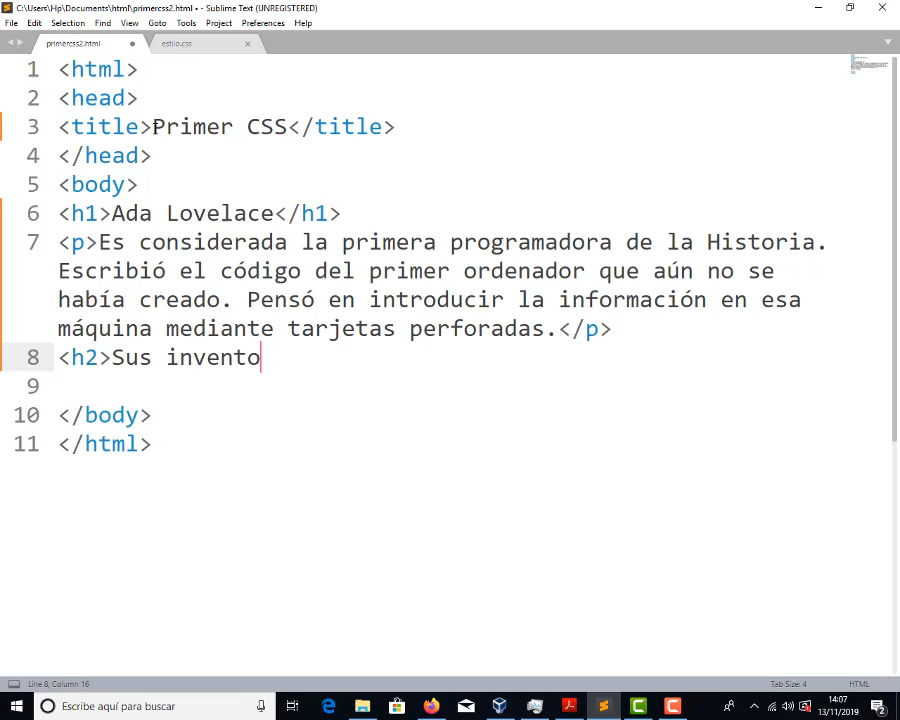 C:\Users\Hp\Documents\html\primercss2.html • - Sublime Text (UNREGISTERED)
File Edit Selection Find View Goto Tools Project Preferences Help
primercss2.html estilo.css
1 <html>
2 <head>
3 <title>Primer CSS</title>
4 </head>
5 <body>
6 <h1>Ada Lovelace</h1>
7 <p>Es considerada la primera programadora de la Historia.
Escribió el código del primer ordenador que aún no se
había creado. Pensó en introducir la información en esa
máquina mediante tarjetas perforadas.</p>
8 <h2>Sus invento
9
10 </body>
11 </html>
Line 8, Column 16 Tab Size: 4 HTML
Escribe aquí para buscar
14:07
13/11/2019
2